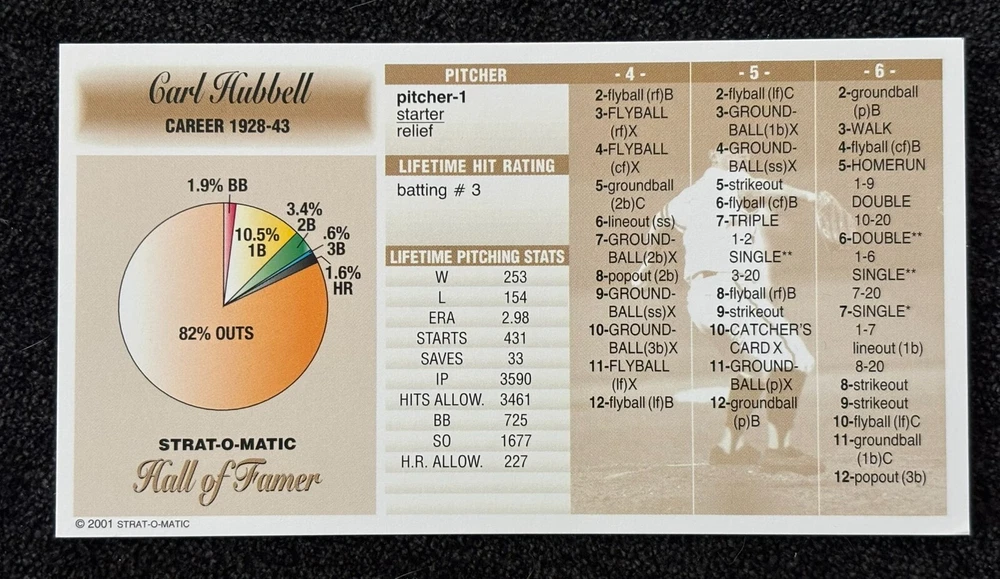 Carl Hubbell
CAREER 1928-43
1.9% BB
3.4%
2B
10.5%
1B
.6%
3B
1.6%
HR
82% OUTS
STRAT-O-MATIC
Hall of Famer
© 2001 STRAT-O-MATIC
PITCHER
pitcher-1
starter
relief
LIFETIME HIT RATING
batting # 3
LIFETIME PITCHING STATS
W 253
L 154
ERA 2.98
STARTS 431
SAVES 33
IP 3590
HITS ALLOW. 3461
BB 725
SO 1677
H.R. ALLOW. 227
- 4 -
2-flyball (rf)B
3-FLYBALL
(rf)X
4-FLYBALL
(cf)X
5-groundball
(2b)C
6-lineout (ss)
7-GROUND-
BALL(2b)X
8-popout (2b)
9-GROUND-
BALL(ss)X
10-GROUND-
BALL(3b)X
11-FLYBALL
(lf)X
12-flyball (lf)B
- 5 -
2-flyball (lf)C
3-GROUND-
BALL(1b)X
4-GROUND-
BALL(ss)X
5-strikeout
6-flyball (cf)B
7-TRIPLE
1-2
SINGLE**
3-20
8-flyball (rf)B
9-strikeout
10-CATCHER'S
CARD X
11-GROUND-
BALL(p)X
12-groundball
(p)B
- 6 -
2-groundball
(p)B
3-WALK
4-flyball (cf)B
5-HOMERUN
1-9
DOUBLE
10-20
6-DOUBLE**
1-6
SINGLE**
7-20
7-SINGLE*
1-7
lineout (1b)
8-20
8-strikeout
9-strikeout
10-flyball (lf)C
11-groundball
(1b)C
12-popout (3b)